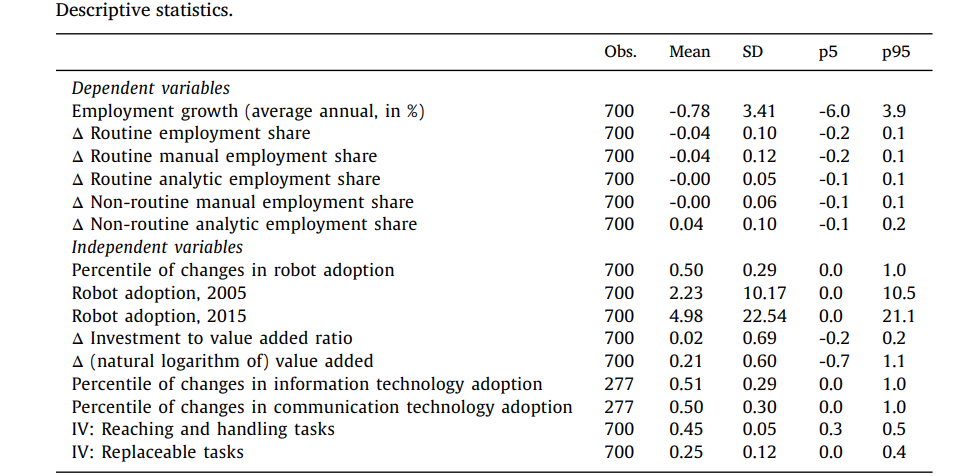 Descriptive statistics.
Obs. Mean SD p5 p95
Dependent variables
Employment growth (average annual, in %) 700 -0.78 3.41 -6.0 3.9
Δ Routine employment share 700 -0.04 0.10 -0.2 0.1
Δ Routine manual employment share 700 -0.04 0.12 -0.2 0.1
Δ Routine analytic employment share 700 -0.00 0.05 -0.1 0.1
Δ Non-routine manual employment share 700 -0.00 0.06 -0.1 0.1
Δ Non-routine analytic employment share 700 0.04 0.10 -0.1 0.2
Independent variables
Percentile of changes in robot adoption 700 0.50 0.29 0.0 1.0
Robot adoption, 2005 700 2.23 10.17 0.0 10.5
Robot adoption, 2015 700 4.98 22.54 0.0 21.1
Δ Investment to value added ratio 700 0.02 0.69 -0.2 0.2
Δ (natural logarithm of) value added 700 0.21 0.60 -0.7 1.1
Percentile of changes in information technology adoption 277 0.51 0.29 0.0 1.0
Percentile of changes in communication technology adoption 277 0.50 0.30 0.0 1.0
IV: Reaching and handling tasks 700 0.45 0.05 0.3 0.5
IV: Replaceable tasks 700 0.25 0.12 0.0 0.4